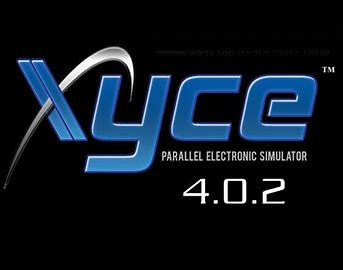 Xyce™
PARALLEL ELECTRONIC SIMULATOR
4.0.2